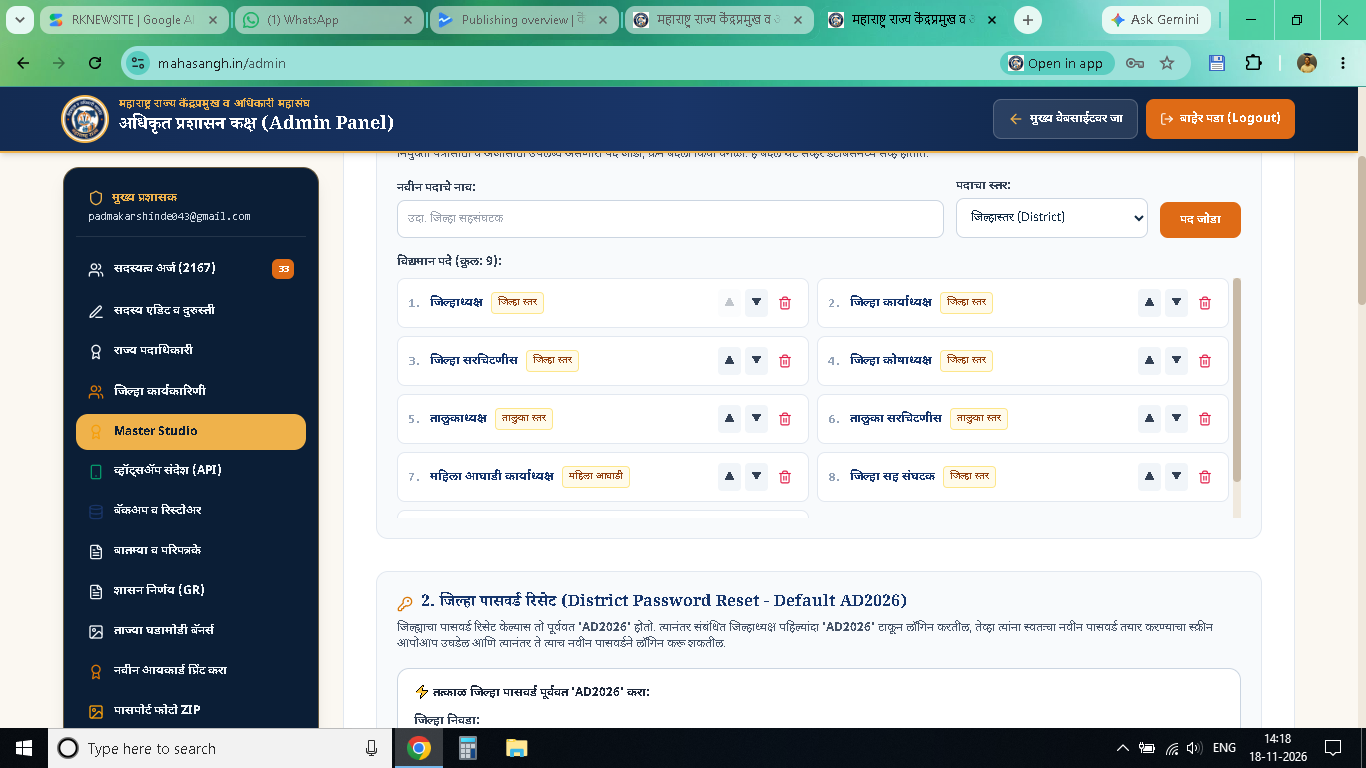 RKNEWSITE | Google A
(1) WhatsApp
Publishing overview | कें
महाराष्ट्र राज्य केंद्रप्रमुख व अ
महाराष्ट्र राज्य केंद्रप्रमुख व अ
Ask Gemini
mahasangh.in/admin
Open in app
महाराष्ट्र राज्य केंद्रप्रमुख व अधिकारी महासंघ
अधिकृत प्रशासन कक्ष (Admin Panel)
मुख्य वेबसाईटवर जा
बाहेर पडा (Logout)
मुख्य प्रशासक
padmakarshinde043@gmail.com
सदस्यत्व अर्ज (2167)
33
सदस्य एडिट व दुरुस्ती
राज्य पदाधिकारी
जिल्हा कार्यकारिणी
Master Studio
व्हॉट्सॲप संदेश (API)
बॅकअप व रिस्टोअर
बातम्या व परिपत्रके
शासन निर्णय (GR)
ताज्या घडामोडी बॅनर्स
नवीन आयकार्ड प्रिंट करा
पासपोर्ट फोटो ZIP
नवीन पदाचे नाव:
पदाचा स्तर:
उदा. जिल्हा सहसंघटक
जिल्हास्तर (District)
पद जोडा
विद्यमान पदे (कुल: 9):
1. जिल्हाध्यक्ष जिल्हा स्तर
2. जिल्हा कार्याध्यक्ष जिल्हा स्तर
3. जिल्हा सरचिटणीस जिल्हा स्तर
4. जिल्हा कोषाध्यक्ष जिल्हा स्तर
5. तालुकाध्यक्ष तालुका स्तर
6. तालुका सरचिटणीस तालुका स्तर
7. महिला आघाडी कार्याध्यक्ष महिला आघाडी
8. जिल्हा सह संघटक जिल्हा स्तर
2. जिल्हा पासवर्ड रिसेट (District Password Reset - Default AD2026)
जिल्ह्याचा पासवर्ड रिसेट केल्यास तो पूर्ववत 'AD2026' होतो. त्यानंतर संबंधित जिल्हाध्यक्ष पहिल्यांदा 'AD2026' टाकून लॉगिन करतील, तेव्हा त्यांना स्वतःचा नवीन पासवर्ड तयार करण्याचा स्क्रीन
आपोआप उघडेल आणि त्यानंतर ते त्याच नवीन पासवर्डने लॉगिन करू शकतील.
तत्काळ जिल्हा पासवर्ड पूर्ववत 'AD2026' करा:
जिल्हा निवडा:
Type here to search
ENG
14:18
18-11-2026